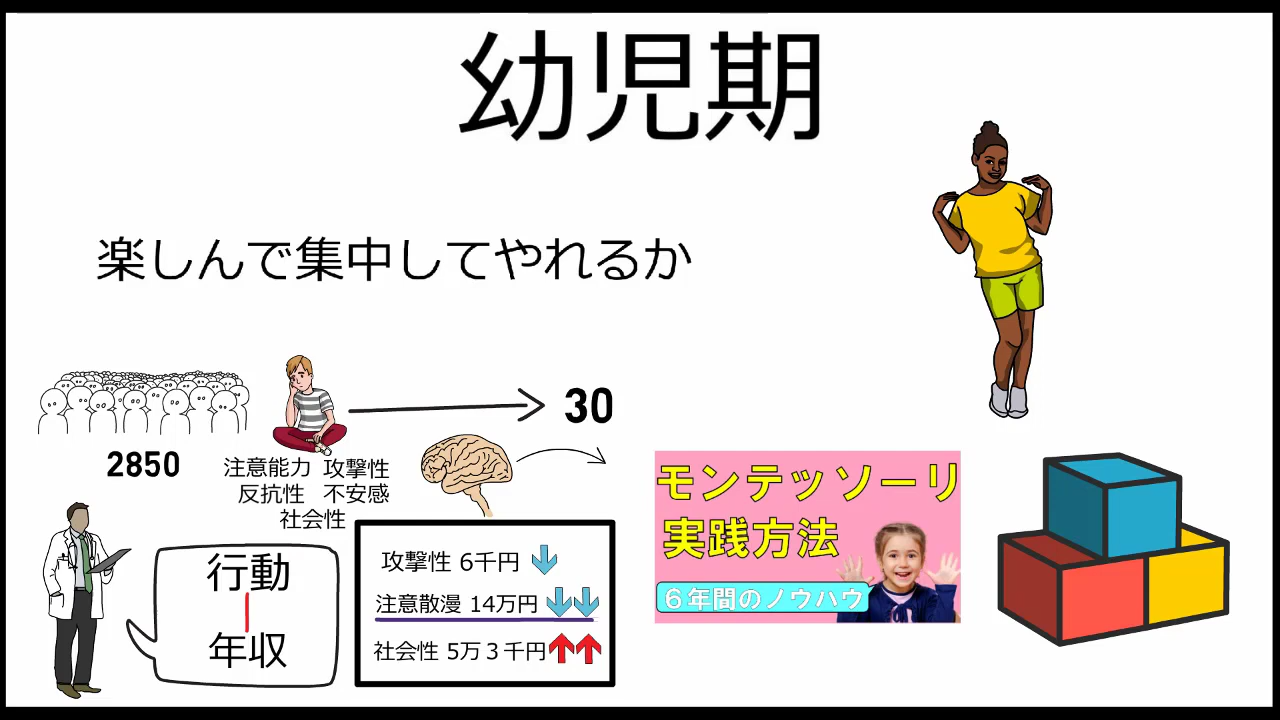 幼児期
楽しんで集中してやれるか
30
2850
注意能力 攻撃性
反抗性 不安感
社会性
行動
年収
攻撃性 6千円
注意散漫 14万円
社会性 5万3千円
モンテッソーリ
実践方法
6年間のノウハウ